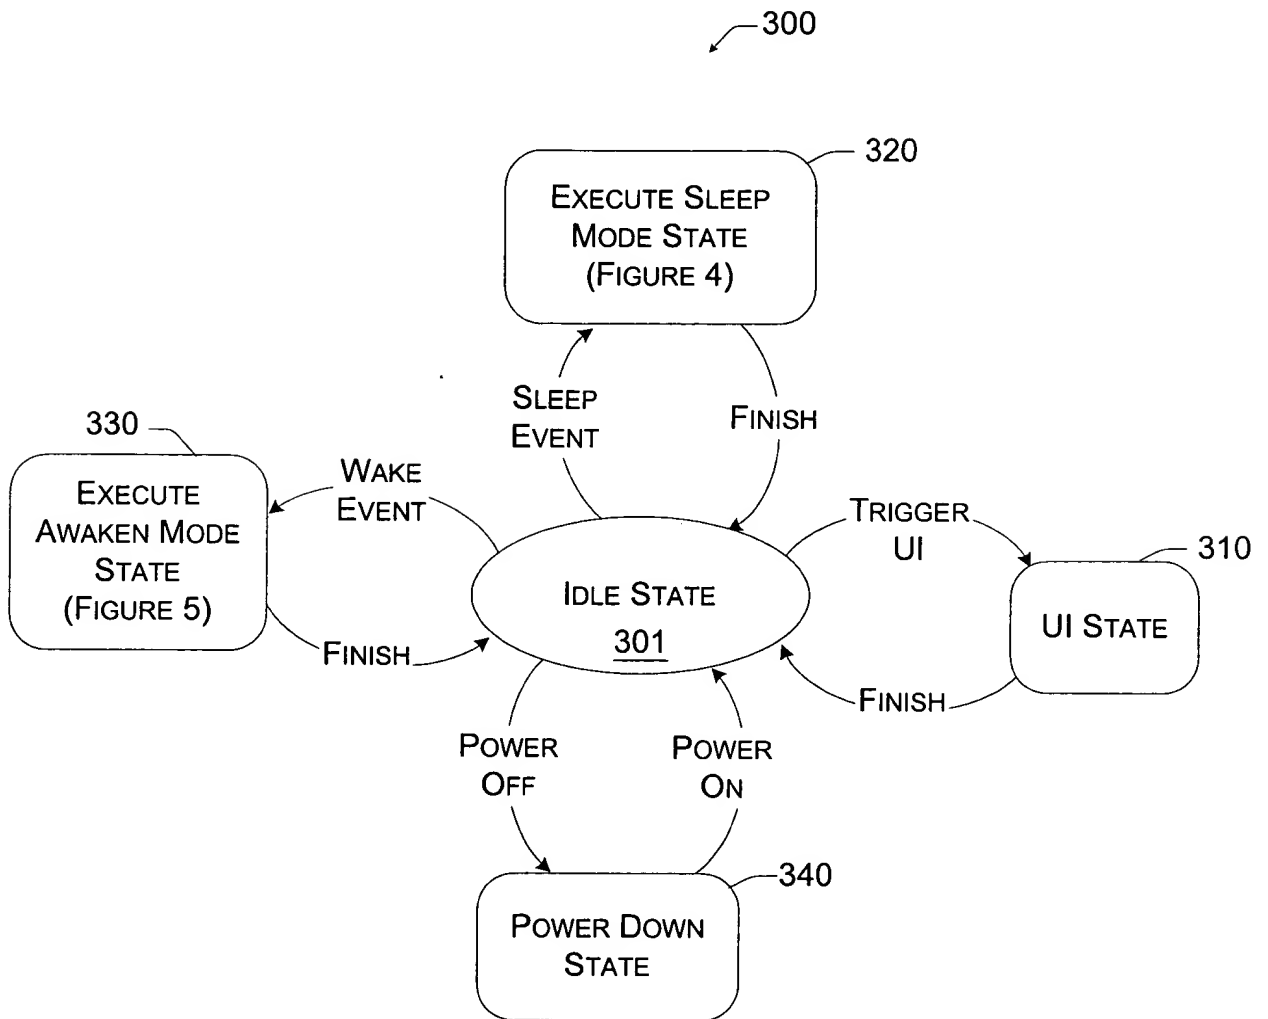 300
320
EXECUTE SLEEP
MODE STATE
(FIGURE 4)
SLEEP
EVENT
FINISH
330
EXECUTE
AWAKEN MODE
STATE
(FIGURE 5)
WAKE
EVENT
FINISH
TRIGGER
UI
310
UI STATE
FINISH
IDLE STATE
301
POWER
OFF
POWER
ON
340
POWER DOWN
STATE